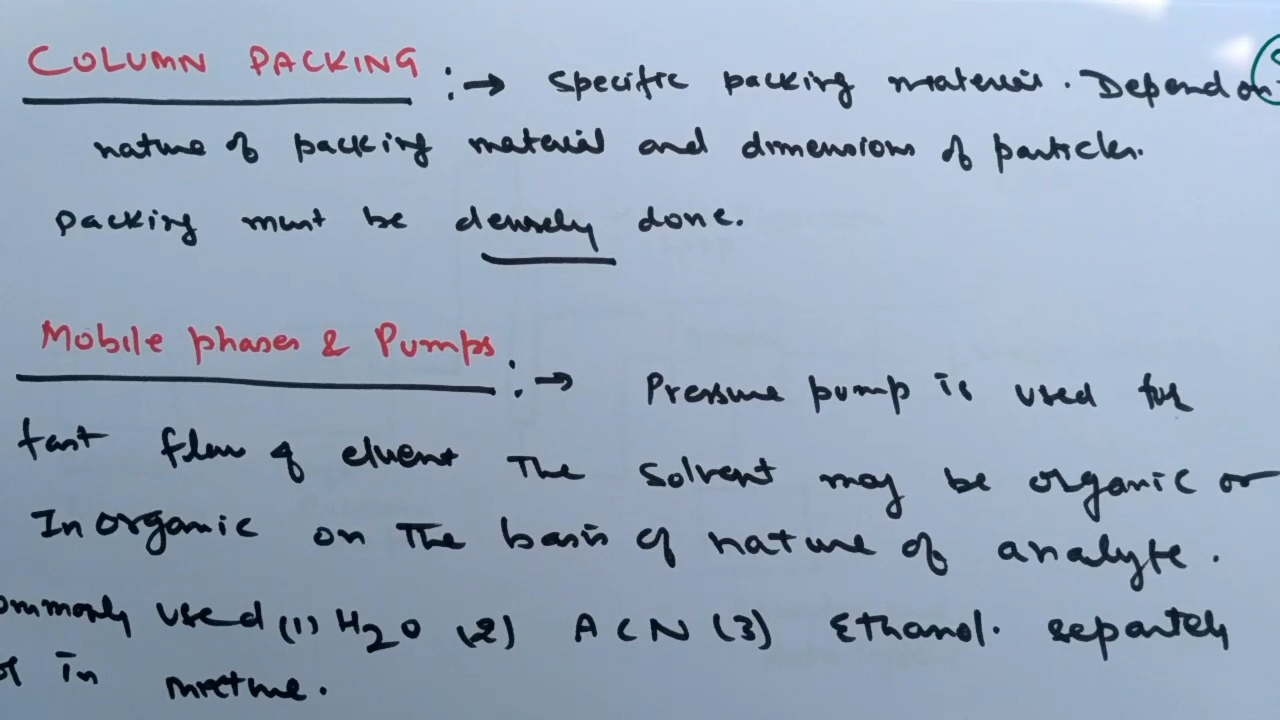 COLUMN PACKING :→ Specific packing material. Depend on
nature of packing material and dimensions of particles.
Packing must be densely done.
Mobile phases & Pumps :→ Pressure pump is used for
fast flow of eluent The Solvent may be organic or
Inorganic on The basis of nature of analyte.
ommonly used (1) H2O (2) ACN (3) Ethanol. separately
or in mixture.